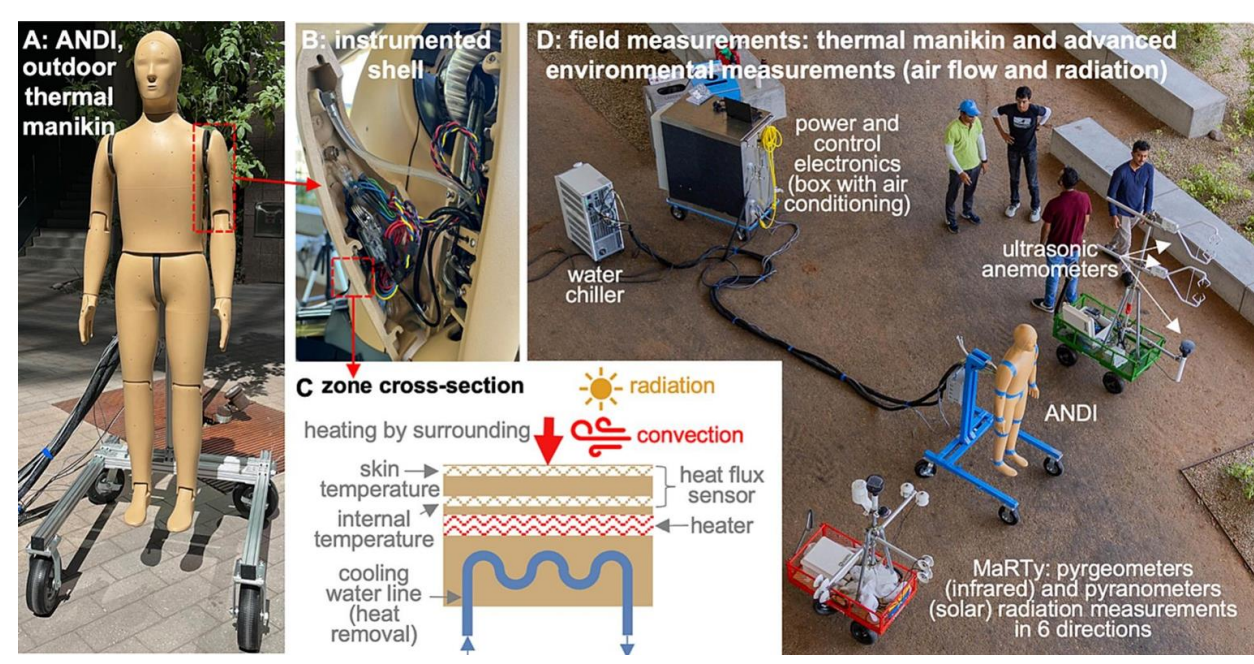 A: ANDI,
outdoor
thermal
manikin
B: instrumented
shell
D: field measurements: thermal manikin and advanced
environmental measurements (air flow and radiation)
power and
control
electronics
(box with air
conditioning)
water
chiller
ultrasonic
anemometers
ANDI
MaRTy: pyrgeometers
(infrared) and pyranometers
(solar) radiation measurements
in 6 directions
C zone cross-section
radiation
heating by surrounding
convection
skin
temperature
heat flux
sensor
internal
temperature
heater
cooling
water line
(heat
removal)